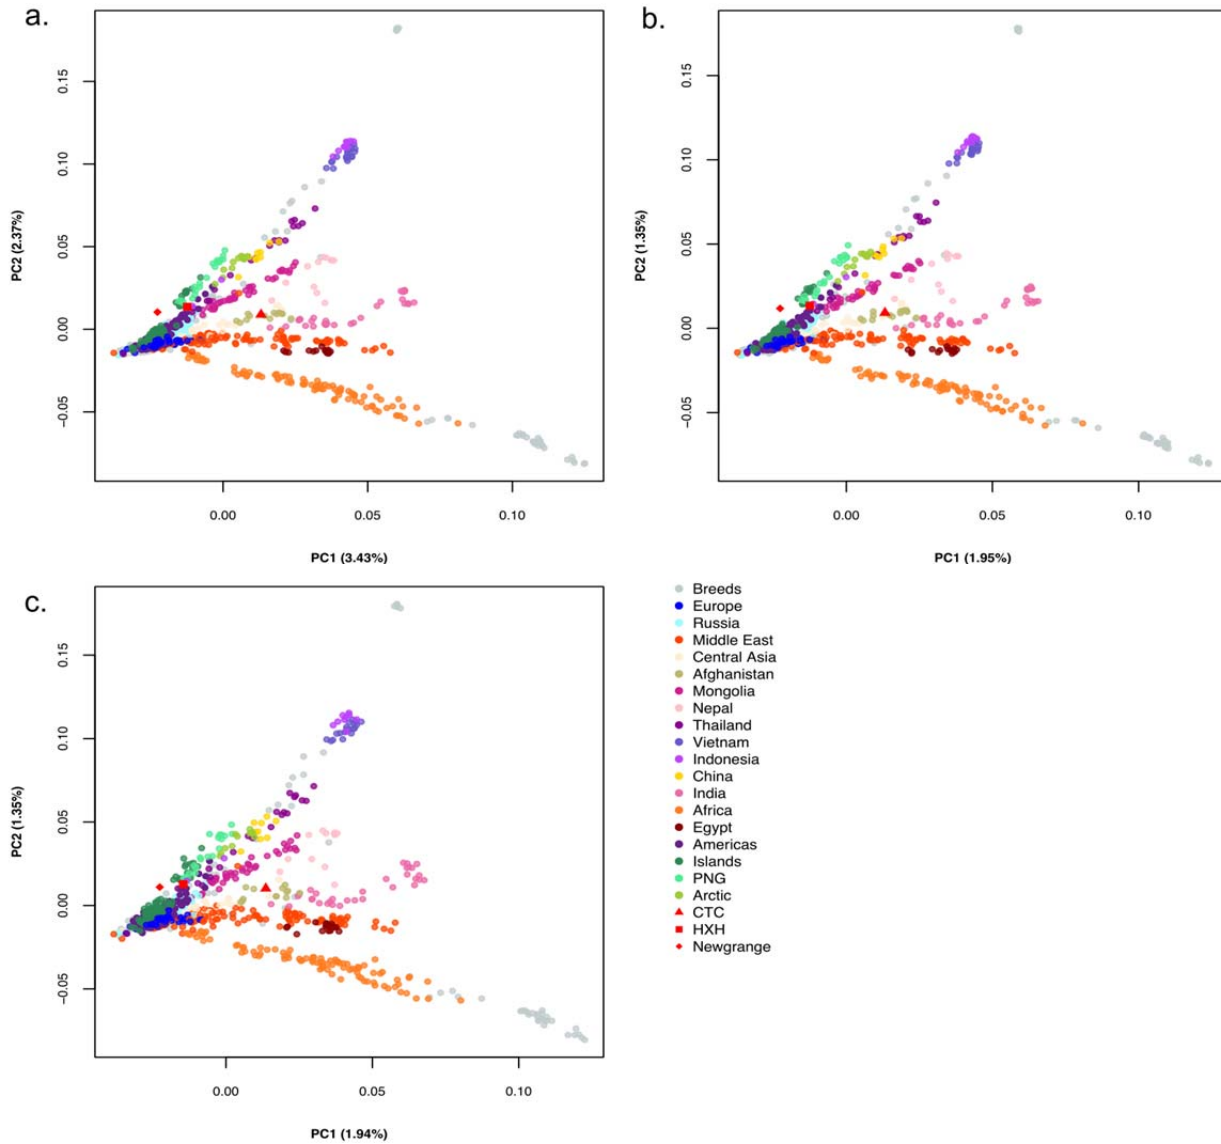 a.
b.
0.15
0.10
0.05
0.00
−0.05
PC2 (2.37%)
0.00
0.05
0.10
PC1 (3.43%)
0.15
0.10
0.05
0.00
−0.05
PC2 (1.35%)
0.00
0.05
0.10
PC1 (1.95%)
c.
0.15
0.10
0.05
0.00
−0.05
PC2 (1.35%)
0.00
0.05
0.10
PC1 (1.94%)
Breeds
Europe
Russia
Middle East
Central Asia
Afghanistan
Mongolia
Nepal
Thailand
Vietnam
Indonesia
China
India
Africa
Egypt
Americas
Islands
PNG
Arctic
CTC
HXH
Newgrange